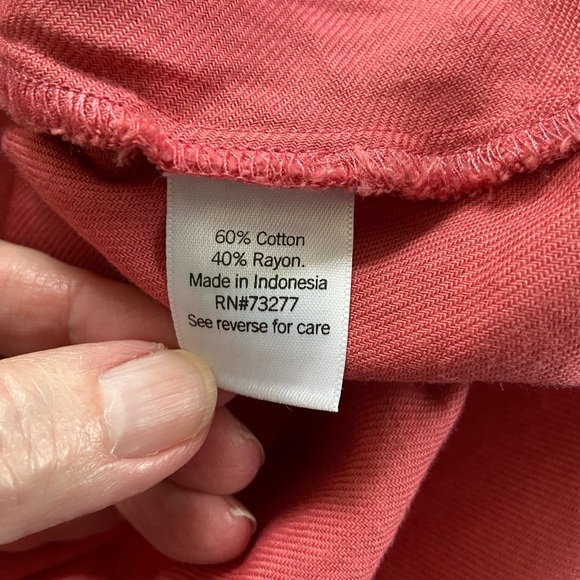 60% Cotton
40% Rayon.
Made in Indonesia
RN#73277
See reverse for care